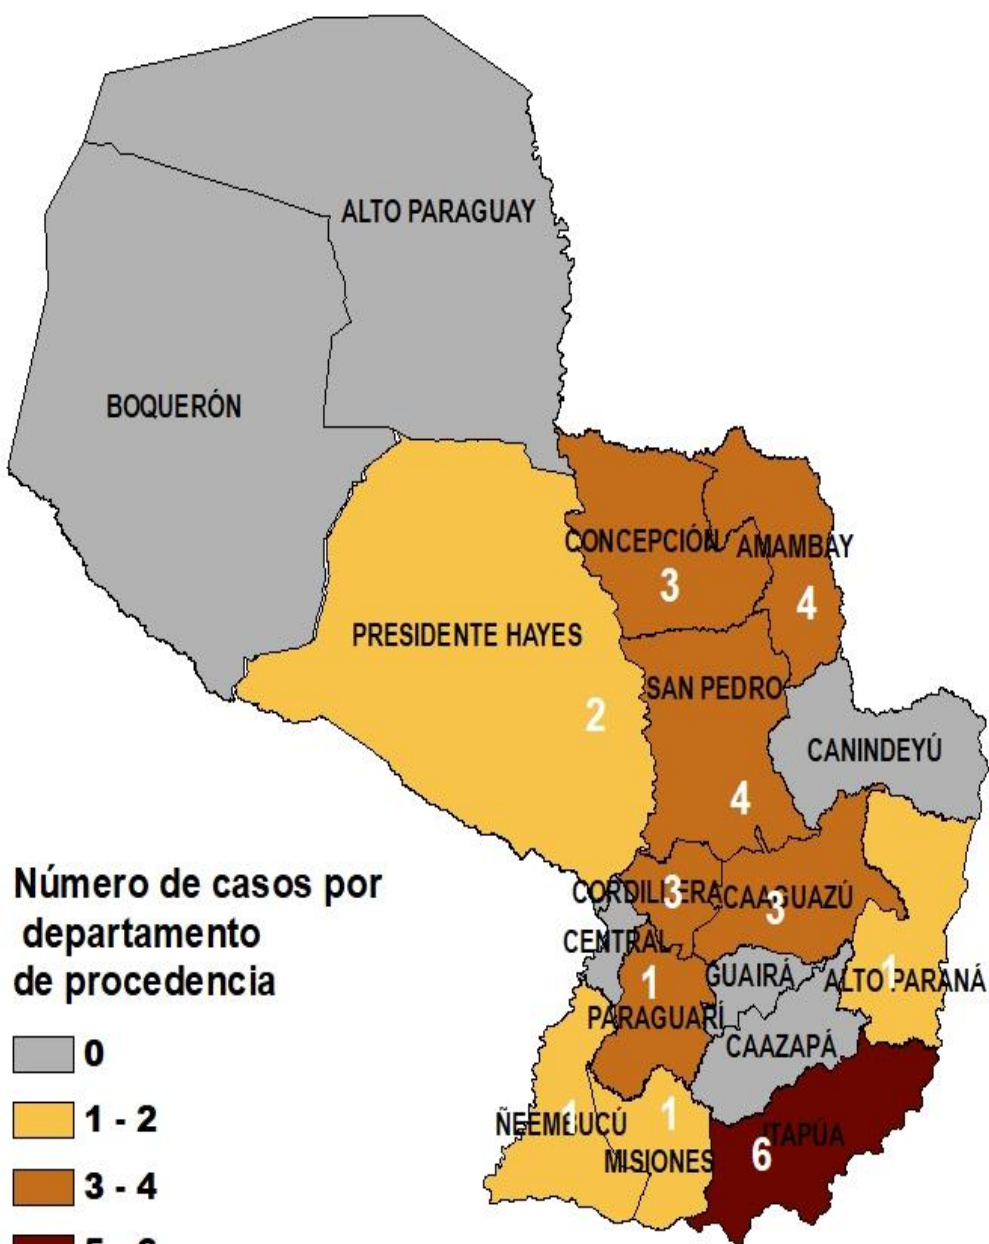 ALTO PARAGUAY
BOQUERÓN
CONCEPCIÓN
AMAMBAY
3
4
PRESIDENTE HAYES
SAN PEDRO
2
CANINDEYÚ
4
CORDILLERA
3
CAAGUAZÚ
3
CENTRAL
GUAIRÁ
1
ALTO PARANÁ
1
PARAGUARÍ
CAAZAPÁ
ÑEEMBUCÚ
1
1
MISIONES
ITAPÚA
6
Número de casos por
departamento
de procedencia
0
1 - 2
3 - 4